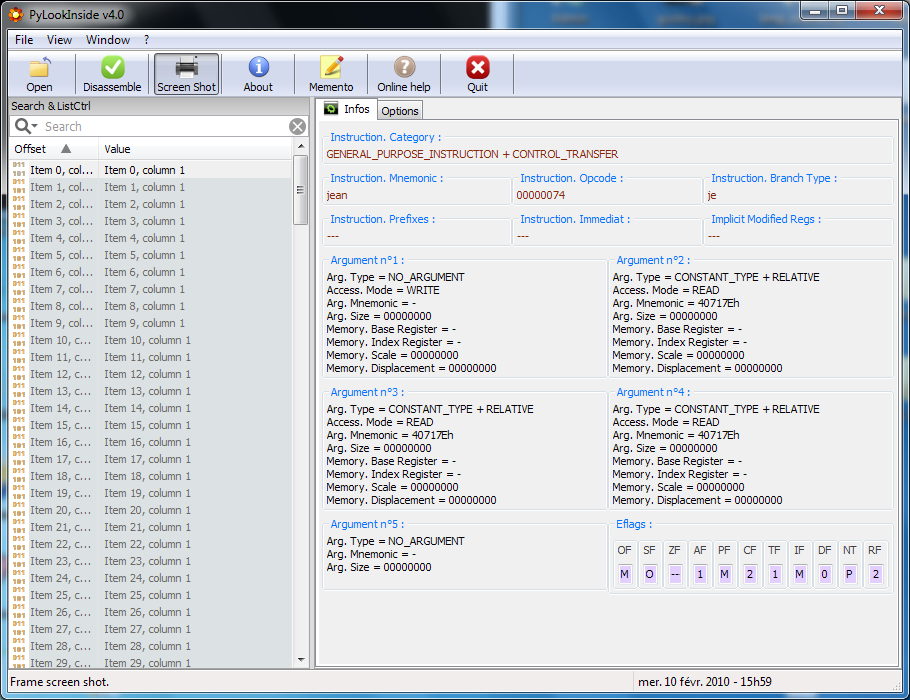 PyLookInside v4.0
File View Window ?
Open Disassemble Screen Shot About Memento Online help Quit
Search & ListCtrl
Search
Offset Value
Item 0, col... Item 0, column 1
Item 1, col... Item 1, column 1
Item 2, col... Item 2, column 1
Item 3, col... Item 3, column 1
Item 4, col... Item 4, column 1
Item 5, col... Item 5, column 1
Item 6, col... Item 6, column 1
Item 7, col... Item 7, column 1
Item 8, col... Item 8, column 1
Item 9, col... Item 9, column 1
Item 10, c... Item 10, column 1
Item 11, c... Item 11, column 1
Item 12, c... Item 12, column 1
Item 13, c... Item 13, column 1
Item 14, c... Item 14, column 1
Item 15, c... Item 15, column 1
Item 16, c... Item 16, column 1
Item 17, c... Item 17, column 1
Item 18, c... Item 18, column 1
Item 19, c... Item 19, column 1
Item 20, c... Item 20, column 1
Item 21, c... Item 21, column 1
Item 22, c... Item 22, column 1
Item 23, c... Item 23, column 1
Item 24, c... Item 24, column 1
Item 25, c... Item 25, column 1
Item 26, c... Item 26, column 1
Item 27, c... Item 27, column 1
Item 28, c... Item 28, column 1
Item 29, c... Item 29, column 1
Infos Options
Instruction. Category :
GENERAL_PURPOSE_INSTRUCTION + CONTROL_TRANSFER
Instruction. Mnemonic : Instruction. Opcode : Instruction. Branch Type :
jean 00000074 je
Instruction. Prefixes : Instruction. Immediat : Implicit Modified Regs :
--- --- ---
Argument n°1 :
Arg. Type = NO_ARGUMENT
Access. Mode = WRITE
Arg. Mnemonic = -
Arg. Size = 00000000
Memory. Base Register = -
Memory. Index Register = -
Memory. Scale = 00000000
Memory. Displacement = 00000000
Argument n°2 :
Arg. Type = CONSTANT_TYPE + RELATIVE
Access. Mode = READ
Arg. Mnemonic = 40717Eh
Arg. Size = 00000000
Memory. Base Register = -
Memory. Index Register = -
Memory. Scale = 00000000
Memory. Displacement = 00000000
Argument n°3 :
Arg. Type = CONSTANT_TYPE + RELATIVE
Access. Mode = READ
Arg. Mnemonic = 40717Eh
Arg. Size = 00000000
Memory. Base Register = -
Memory. Index Register = -
Memory. Scale = 00000000
Memory. Displacement = 00000000
Argument n°4 :
Arg. Type = CONSTANT_TYPE + RELATIVE
Access. Mode = READ
Arg. Mnemonic = 40717Eh
Arg. Size = 00000000
Memory. Base Register = -
Memory. Index Register = -
Memory. Scale = 00000000
Memory. Displacement = 00000000
Argument n°5 :
Arg. Type = NO_ARGUMENT
Arg. Mnemonic = -
Arg. Size = 00000000
Eflags :
OF SF ZF AF PF CF TF IF DF NT RF
M O -- 1 M 2 1 M 0 P 2
Frame screen shot. mer. 10 févr. 2010 - 15h59